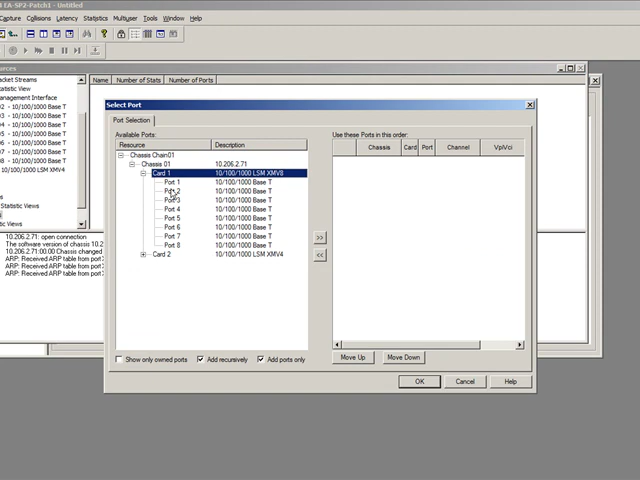 EA-SP2-Patch1 - Untitled
Capture Collisions Latency Statistics Multiuser Tools Window Help
Name Number of Stats Number of Ports
Statistic View
10/100/1000 Base T
10/100/1000 Base T
10/100/1000 Base T
10/100/1000 Base T
10/100/1000 Base T
10/100/1000 Base T
10/100/1000 Base T
10/100/1000 LSM XMV4
Statistic Views
10.206.2.71: open connection
The software version of chassis 10.2
10.206.2.71:00.00 Chassis changed
ARP: Received ARP table from port
ARP: Received ARP table from port
ARP: Received ARP table from port
Select Port
Port Selection
Available Ports:
Resource Description
Chassis Chain01
Chassis 01 10.206.2.71
Card 1 10/100/1000 LSM XMV8
Port 1 10/100/1000 Base T
Port 2 10/100/1000 Base T
Port 3 10/100/1000 Base T
Port 4 10/100/1000 Base T
Port 5 10/100/1000 Base T
Port 6 10/100/1000 Base T
Port 7 10/100/1000 Base T
Port 8 10/100/1000 Base T
Card 2 10/100/1000 LSM XMV4
Show only owned ports Add recursively Add ports only
>>
<<
Use these Ports in this order:
Chassis Card Port Channel Vpi/Vci
Move Up Move Down
OK Cancel Help